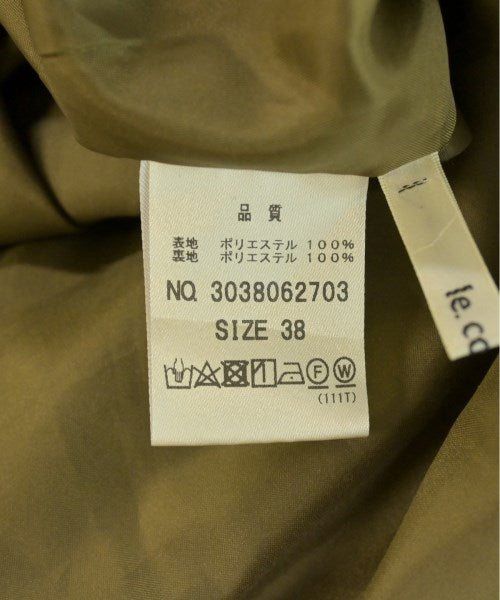 品質
表地 ポリエステル 100%
裏地 ポリエステル 100%
NO. 3038062703
SIZE 38
F W
(111T)
le.co